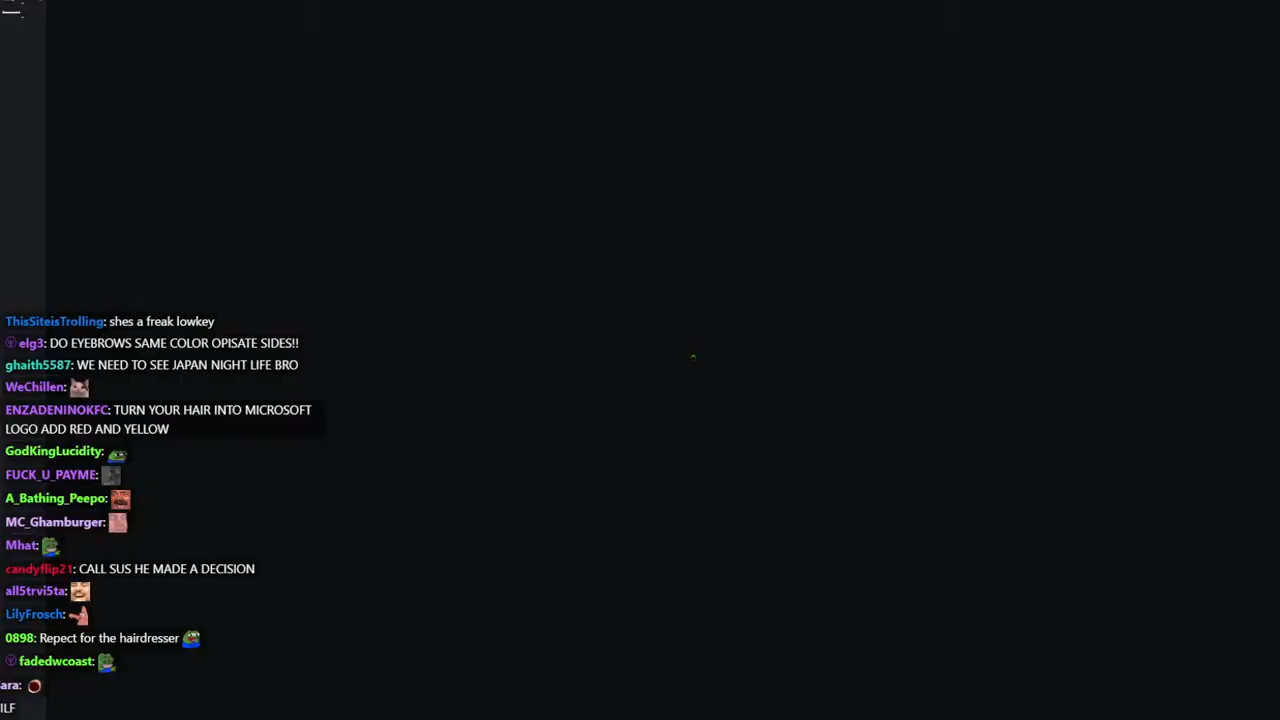 ThisSiteisTrolling: shes a freak lowkey
elg3: DO EYEBROWS SAME COLOR OPISATE SIDES!!
ghaith5587: WE NEED TO SEE JAPAN NIGHT LIFE BRO
WeChillen:
ENZADENINOKFC: TURN YOUR HAIR INTO MICROSOFT
LOGO ADD RED AND YELLOW
GodKingLucidity:
FUCK_U_PAYME:
A_Bathing_Peepo:
MC_Ghamburger:
Mhat:
candyflip21: CALL SUS HE MADE A DECISION
all5trvi5ta:
LilyFrosch:
0898: Repect for the hairdresser
fadedwcoast:
ara:
ILF